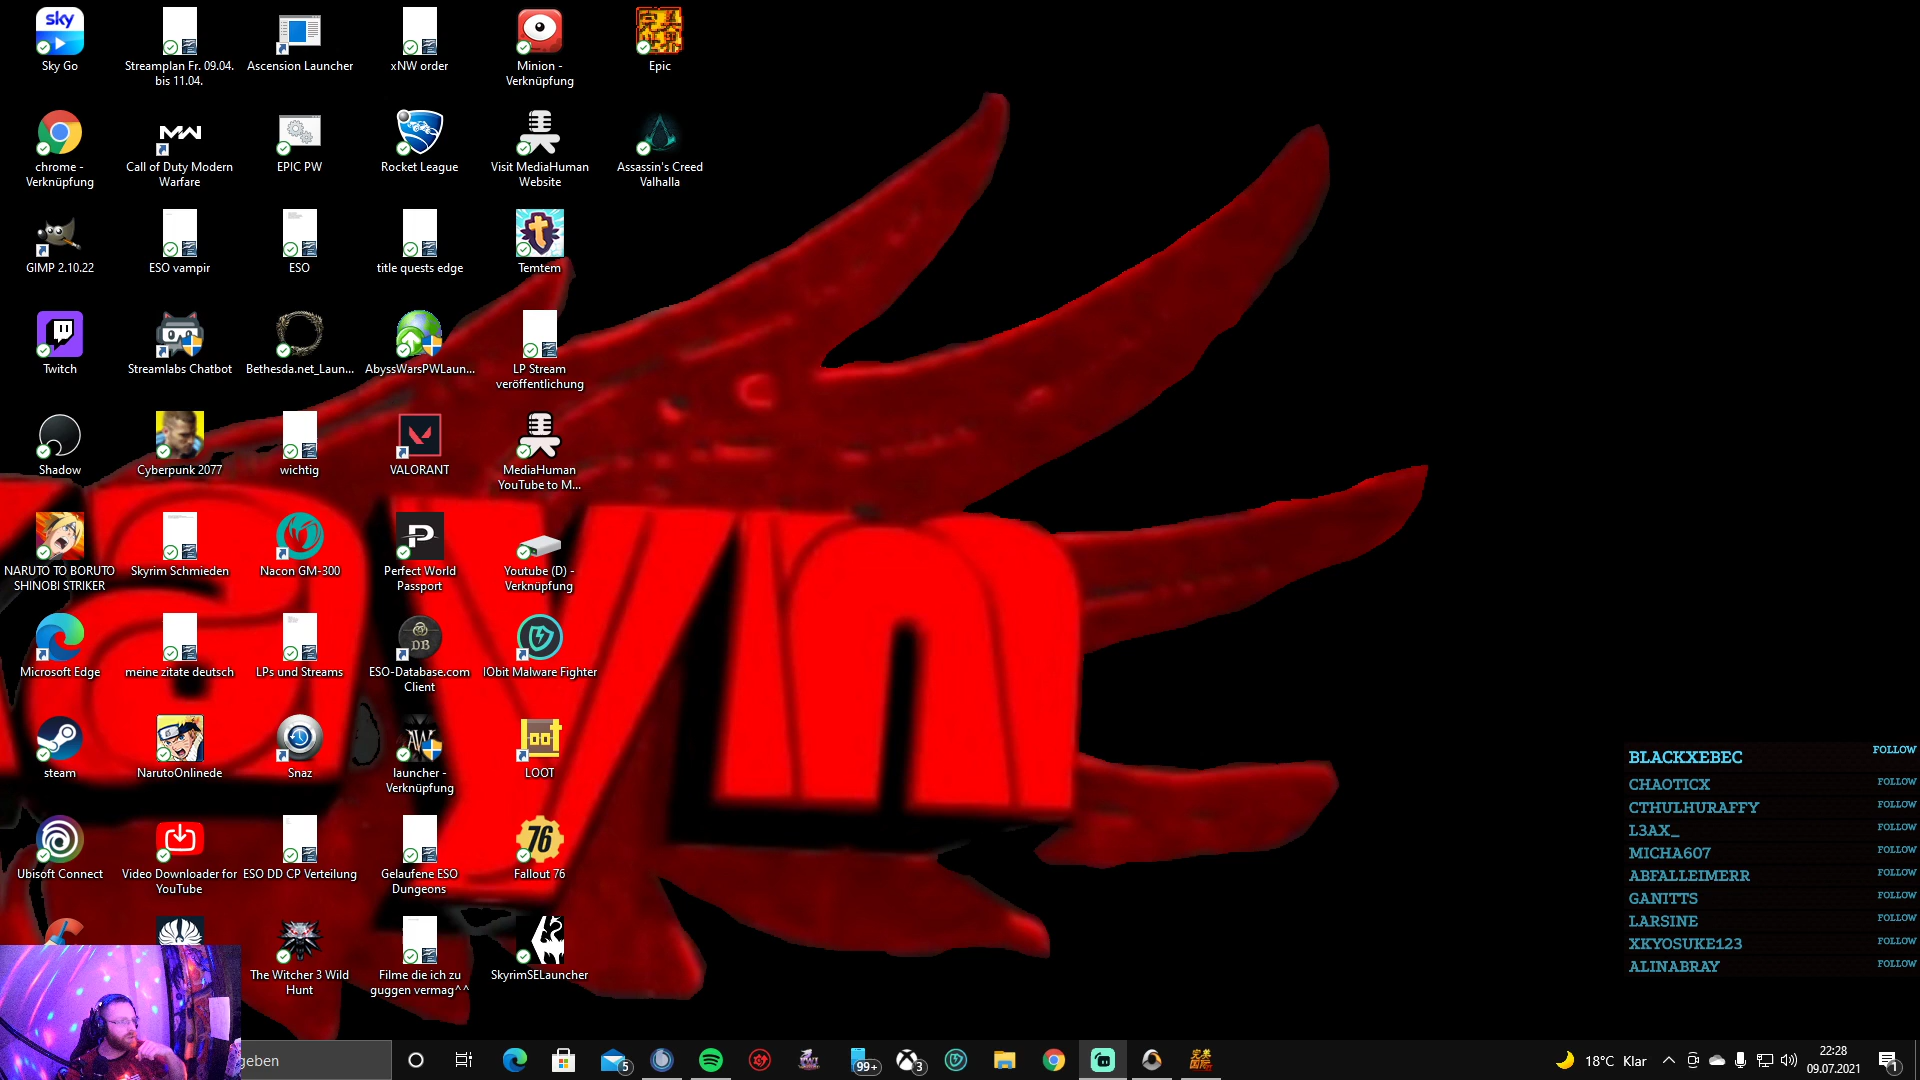 Sky Go
Streamplan Fr. 09.04.
bis 11.04.
Ascension Launcher
xNW order
Minion -
Verknüpfung
Epic
chrome -
Verknüpfung
Call of Duty Modern
Warfare
EPIC PW
Rocket League
Visit MediaHuman
Website
Assassin's Creed
Valhalla
GIMP 2.10.22
ESO vampir
ESO
title quests edge
Temtem
Twitch
Streamlabs Chatbot
Bethesda.net_Laun...
AbyssWarsPWLaun...
LP Stream
veröffentlichung
Shadow
Cyberpunk 2077
wichtig
VALORANT
MediaHuman
YouTube to M...
NARUTO TO BORUTO
SHINOBI STRIKER
Skyrim Schmieden
Nacon GM-300
Perfect World
Passport
Youtube (D) -
Verknüpfung
Microsoft Edge
meine zitate deutsch
LPs und Streams
ESO-Database.com
Client
IObit Malware Fighter
steam
NarutoOnlinede
Snaz
launcher -
Verknüpfung
LOOT
Ubisoft Connect
Video Downloader for
YouTube
ESO DD CP Verteilung
Gelaufene ESO
Dungeons
Fallout 76
The Witcher 3 Wild
Hunt
Filme die ich zu
guggen vermag^^
SkyrimSELauncher
ayn
BLACKXEBEC FOLLOW
CHAOTICX FOLLOW
CTHULHURAFFY FOLLOW
L3AX_ FOLLOW
MICHA607 FOLLOW
ABFALLEIMERR FOLLOW
GANITTS FOLLOW
LARSINE FOLLOW
XKYOSUKE123 FOLLOW
ALINABRAY FOLLOW
geben
5
99+
3
18°C Klar
22:28
09.07.2021
1